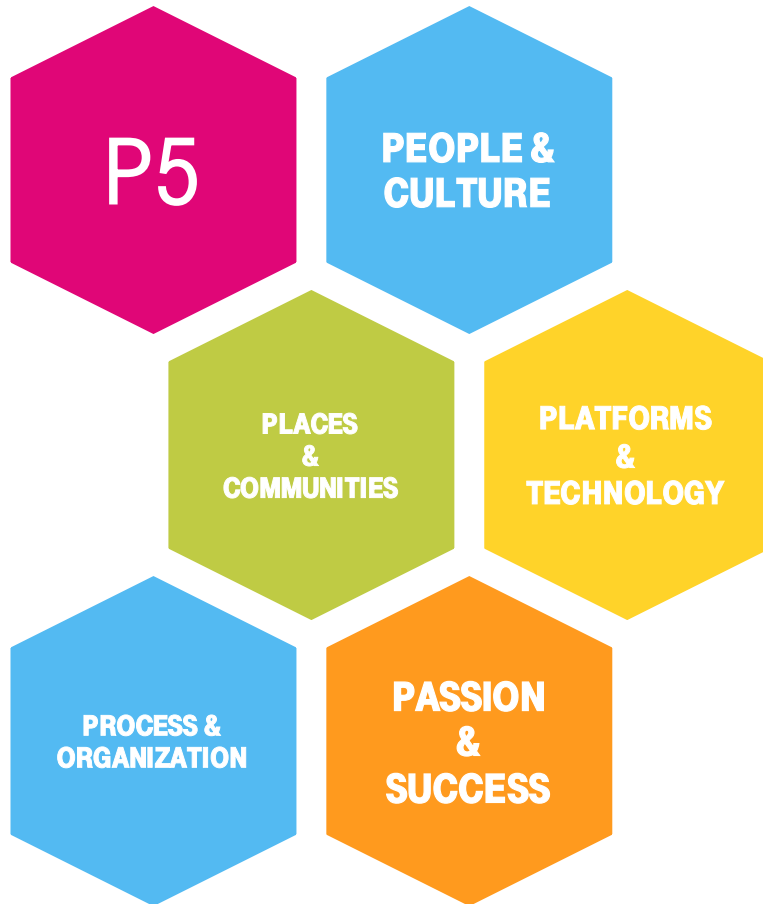 P5
PEOPLE &
CULTURE
PLACES
&
COMMUNITIES
PLATFORMS
&
TECHNOLOGY
PROCESS &
ORGANIZATION
PASSION
&
SUCCESS